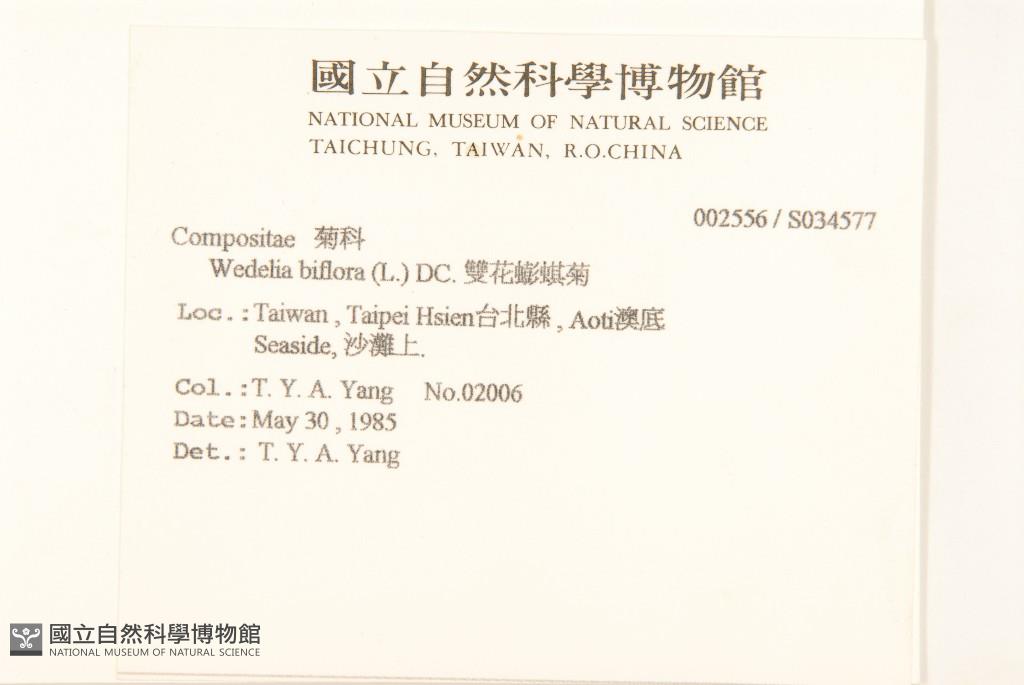 國立自然科學博物館
NATIONAL MUSEUM OF NATURAL SCIENCE
TAICHUNG, TAIWAN, R.O.CHINA
002556 / S034577
Compositae 菊科
Wedelia biflora (L.) DC. 雙花蟛蜞菊
Loc.:Taiwan , Taipei Hsien台北縣 , Aoti澳底
Seaside, 沙灘上.
Col.:T. Y. A. Yang No.02006
Date:May 30 , 1985
Det.: T. Y. A. Yang
國立自然科學博物館
NATIONAL MUSEUM OF NATURAL SCIENCE